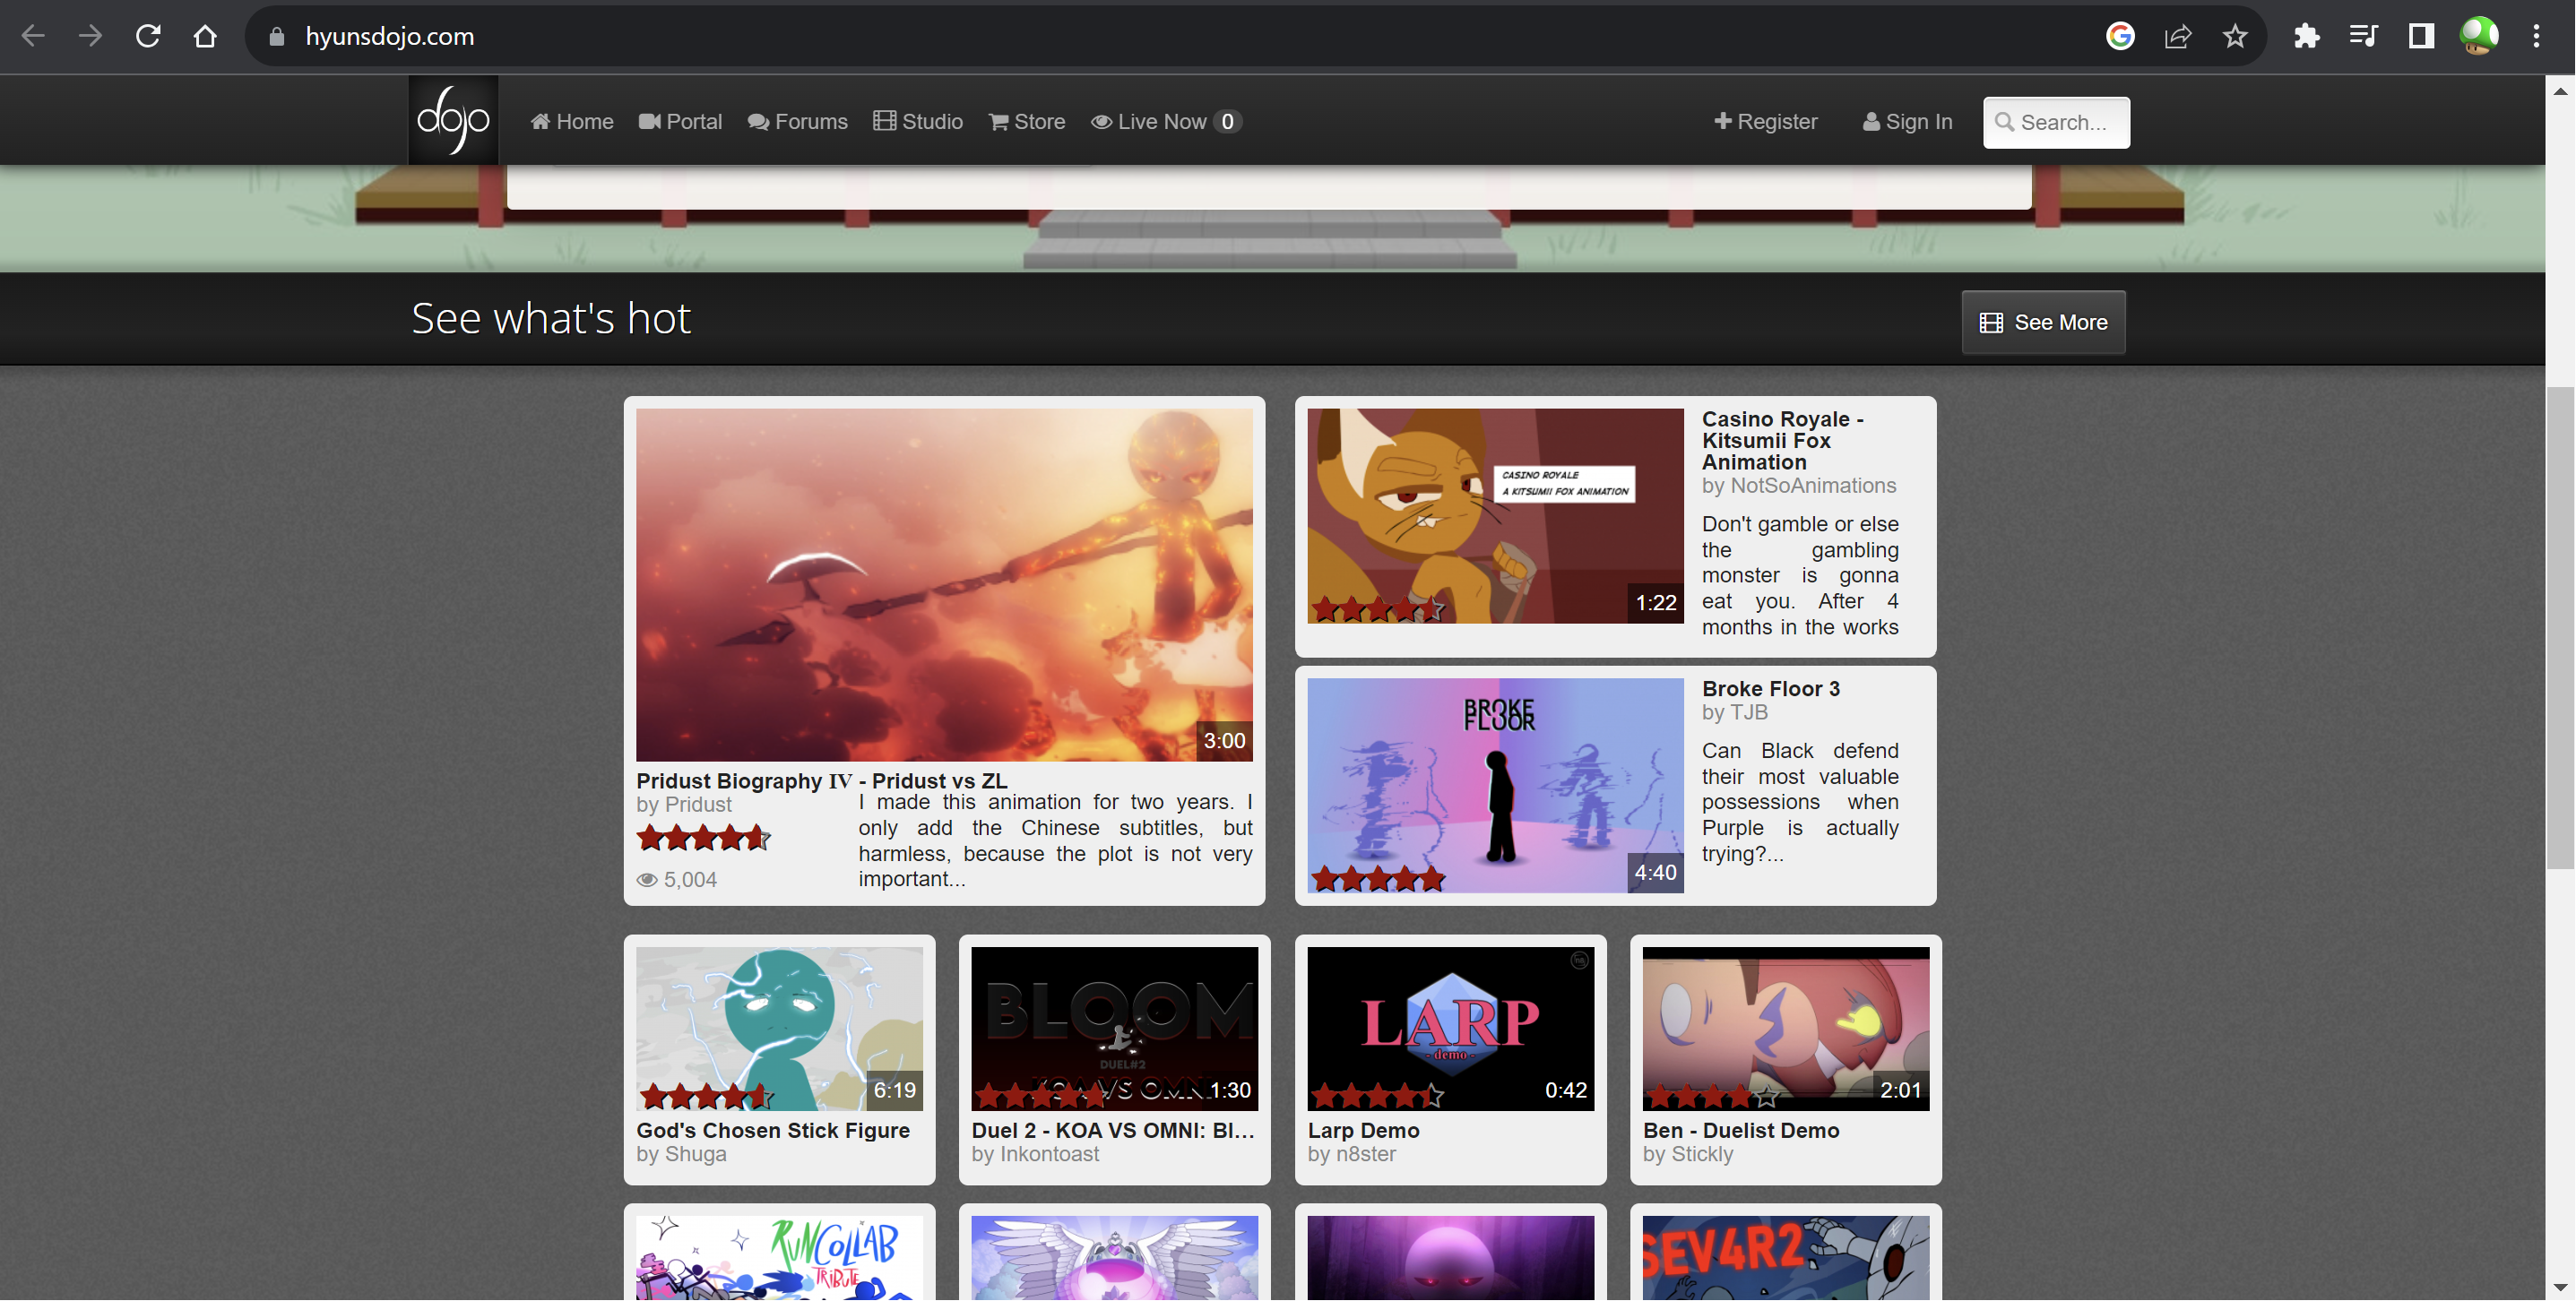 hyunsdojo.com
dojo
Home
Portal
Forums
Studio
Store
Live Now 0
Register
Sign In
Search...
See what's hot
See More
3:00
Pridust Biography IV - Pridust vs ZL
by Pridust
5,004
I made this animation for two years. I
only add the Chinese subtitles, but
harmless, because the plot is not very
important...
CASINO ROYALE
A KITSUMII FOX ANIMATION
1:22
Casino Royale -
Kitsumii Fox
Animation
by NotSoAnimations
Don't gamble or else
the gambling
monster is gonna
eat you. After 4
months in the works
BROKE
FLOOR
4:40
Broke Floor 3
by TJB
Can Black defend
their most valuable
possessions when
Purple is actually
trying?...
6:19
God's Chosen Stick Figure
by Shuga
BLOOM
DUEL#2
KOA VS OMNI
1:30
Duel 2 - KOA VS OMNI: Bl...
by Inkontoast
LARP
- demo -
0:42
Larp Demo
by n8ster
2:01
Ben - Duelist Demo
by Stickly
RUN COLLAB
TRIBUTE
SEV4R2